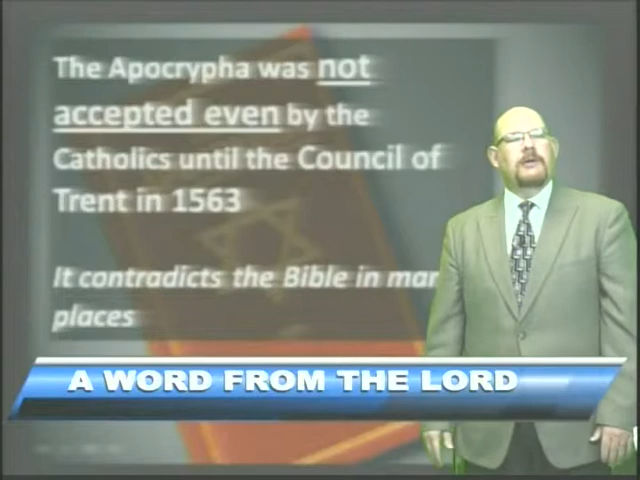 The Apocrypha was not
accepted even by the
Catholics until the Council of
Trent in 1563
It contradicts the Bible in mar
places
A WORD FROM THE LORD